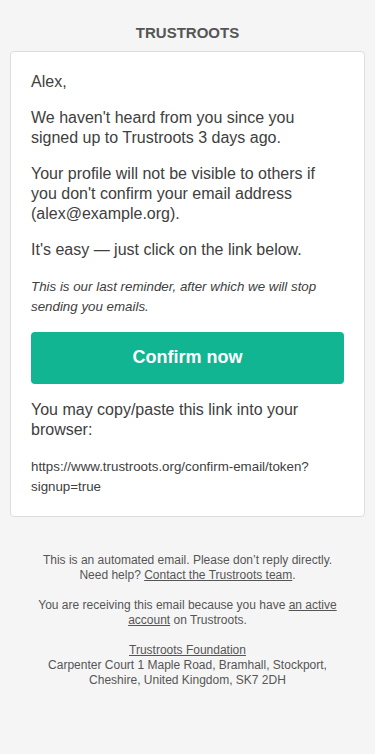 TRUSTROOTS
Alex,
We haven't heard from you since you
signed up to Trustroots 3 days ago.
Your profile will not be visible to others if
you don't confirm your email address
(alex@example.org).
It's easy — just click on the link below.
This is our last reminder, after which we will stop
sending you emails.
Confirm now
You may copy/paste this link into your
browser:
https://www.trustroots.org/confirm-email/token?
signup=true
This is an automated email. Please don’t reply directly.
Need help? Contact the Trustroots team.
You are receiving this email because you have an active
account on Trustroots.
Trustroots Foundation
Carpenter Court 1 Maple Road, Bramhall, Stockport,
Cheshire, United Kingdom, SK7 2DH